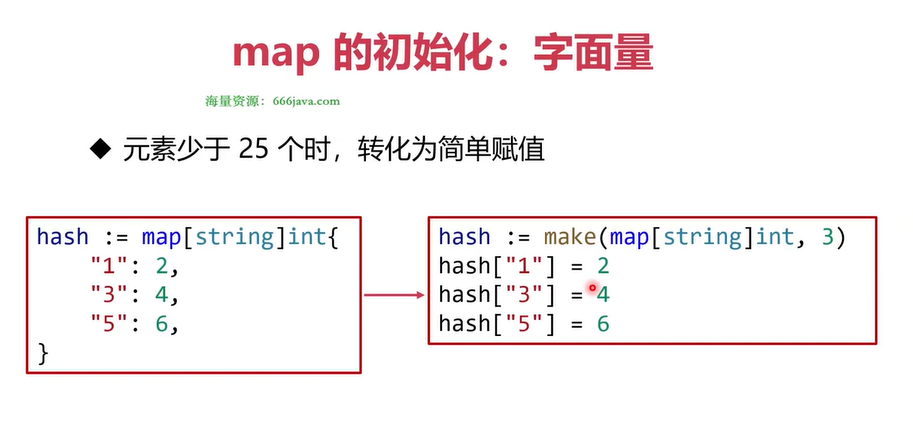 map 的初始化：字面量
海量资源：666java.com
◆ 元素少于 25 个时，转化为简单赋值
hash := map[string]int{
    "1": 2,
    "3": 4,
    "5": 6,
}
hash := make(map[string]int, 3)
hash["1"] = 2
hash["3"] = 4
hash["5"] = 6